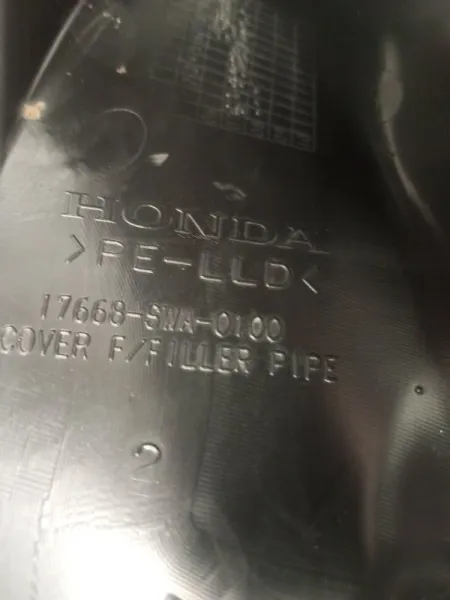 HONDA
>PE-LLD<
17668-SWA-0100
COVER F/FILLER PIPE
2